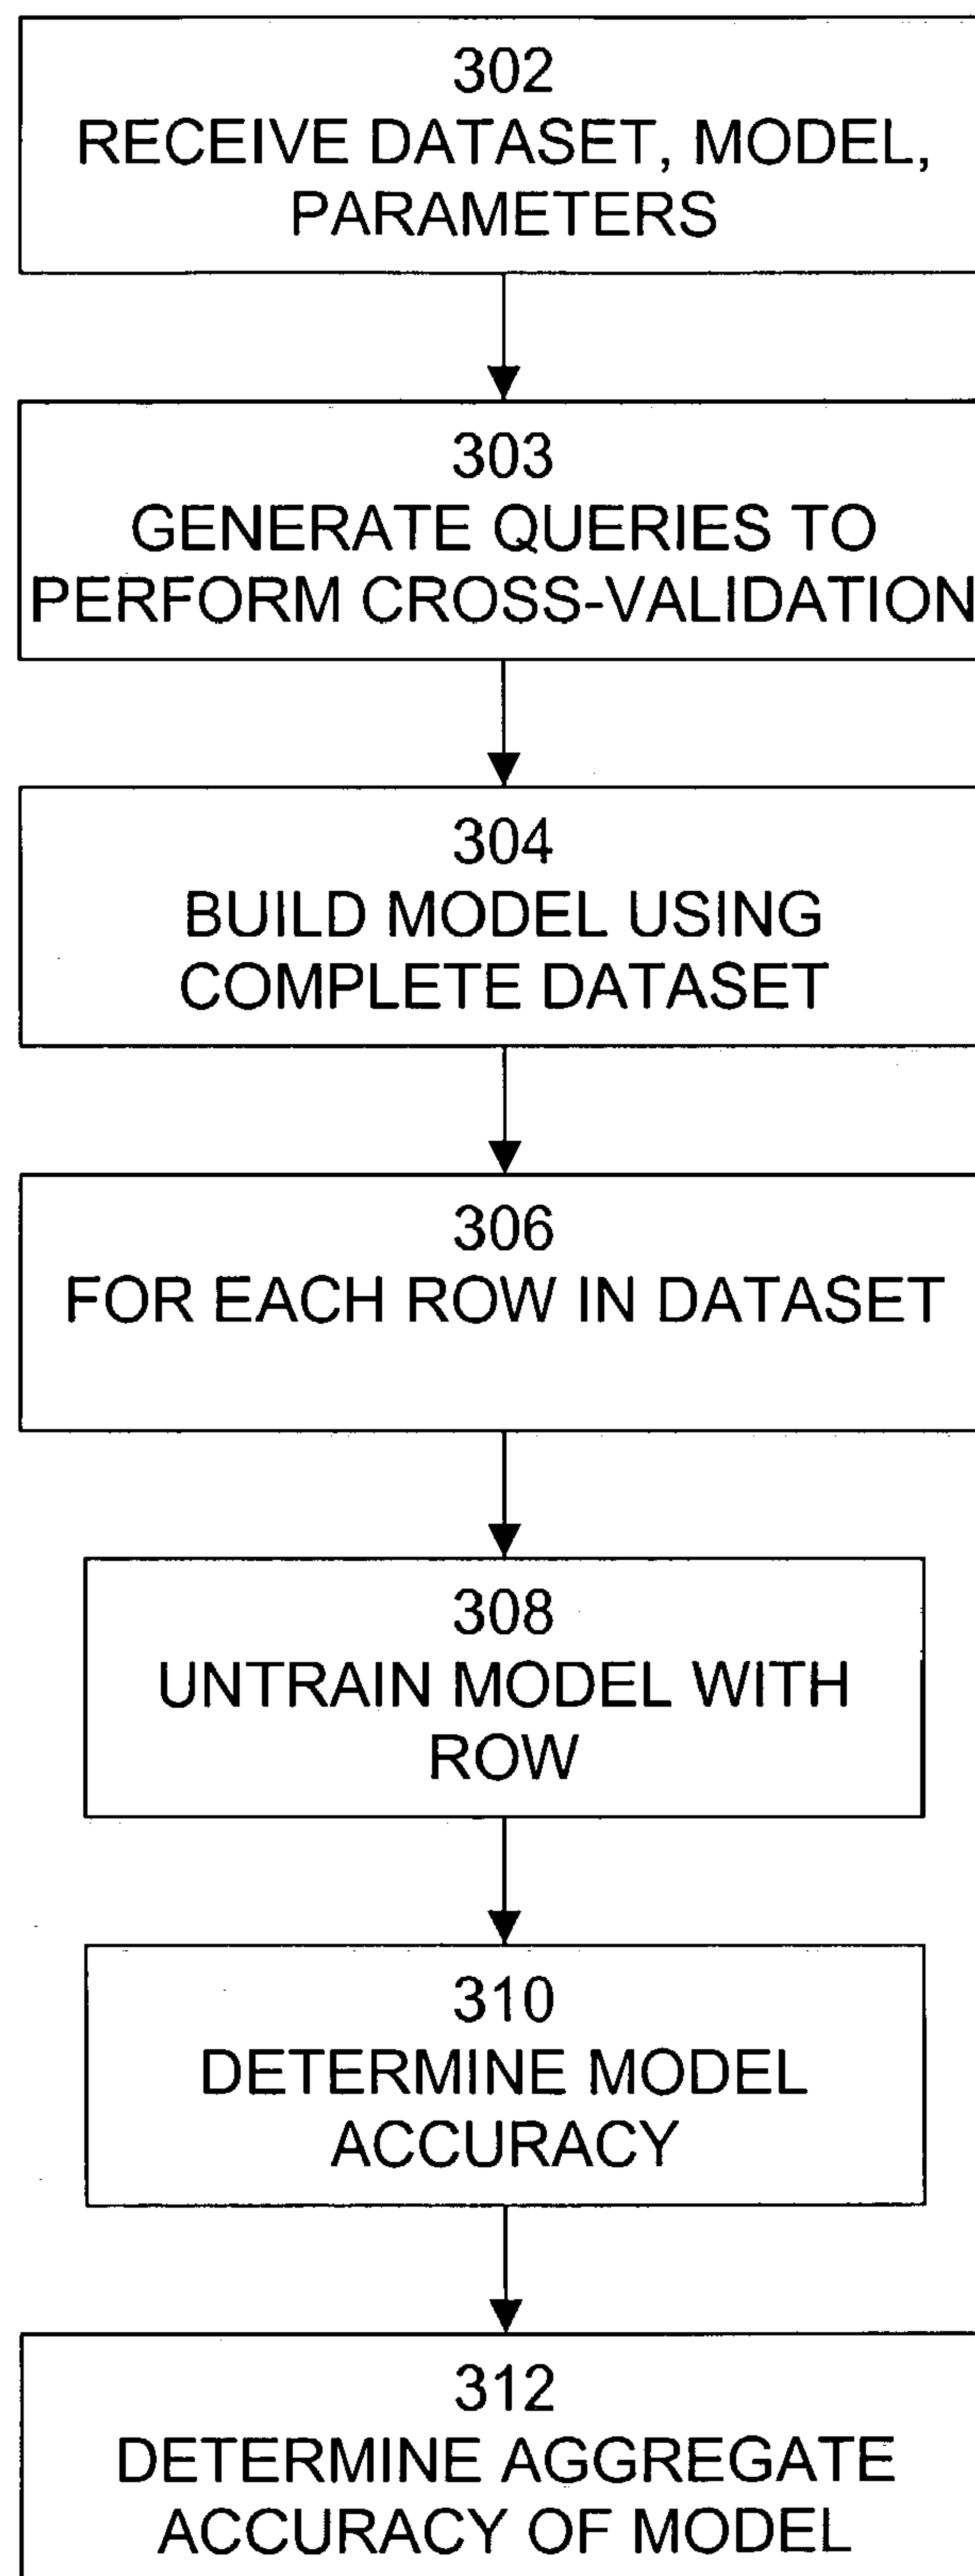 302
RECEIVE DATASET, MODEL,
PARAMETERS
303
GENERATE QUERIES TO
PERFORM CROSS-VALIDATION
304
BUILD MODEL USING
COMPLETE DATASET
306
FOR EACH ROW IN DATASET
308
UNTRAIN MODEL WITH
ROW
310
DETERMINE MODEL
ACCURACY
312
DETERMINE AGGREGATE
ACCURACY OF MODEL